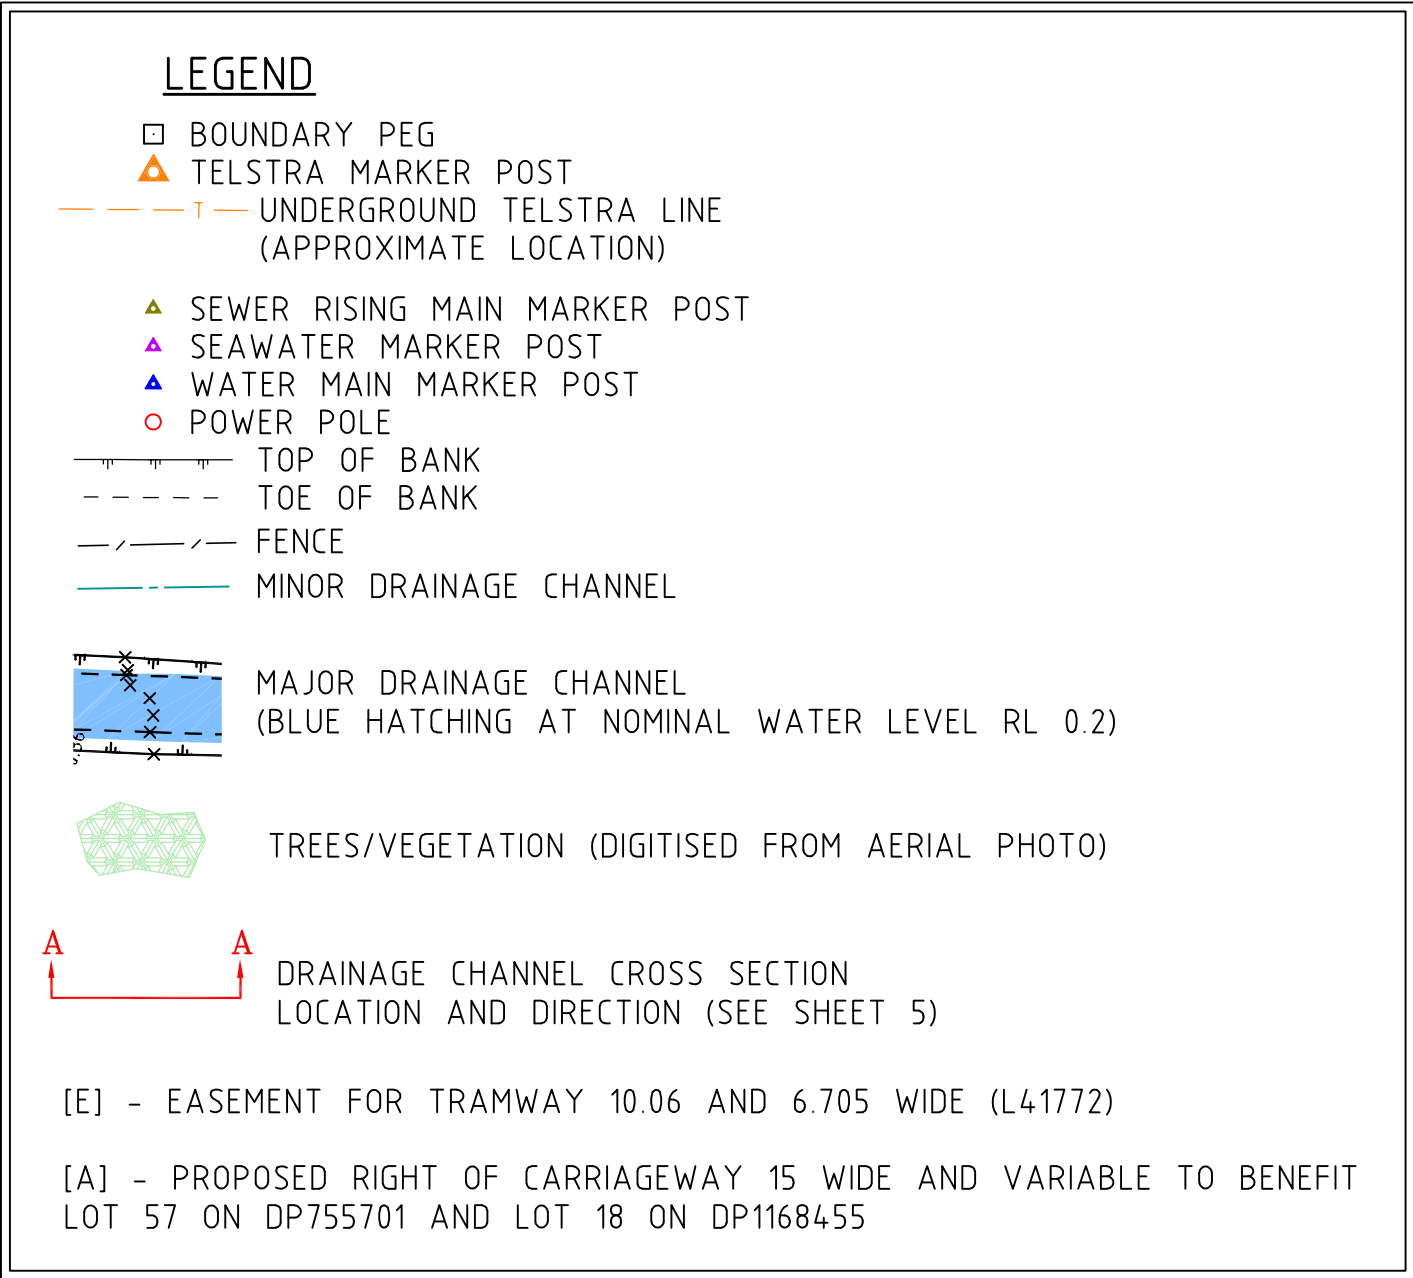 LEGEND
BOUNDARY PEG
TELSTRA MARKER POST
T UNDERGROUND TELSTRA LINE
(APPROXIMATE LOCATION)
SEWER RISING MAIN MARKER POST
SEAWATER MARKER POST
WATER MAIN MARKER POST
POWER POLE
TOP OF BANK
TOE OF BANK
FENCE
MINOR DRAINAGE CHANNEL
MAJOR DRAINAGE CHANNEL
(BLUE HATCHING AT NOMINAL WATER LEVEL RL 0.2)
TREES/VEGETATION (DIGITISED FROM AERIAL PHOTO)
A A
DRAINAGE CHANNEL CROSS SECTION
LOCATION AND DIRECTION (SEE SHEET 5)
[E] - EASEMENT FOR TRAMWAY 10.06 AND 6.705 WIDE (L41772)
[A] - PROPOSED RIGHT OF CARRIAGEWAY 15 WIDE AND VARIABLE TO BENEFIT
LOT 57 ON DP755701 AND LOT 18 ON DP1168455